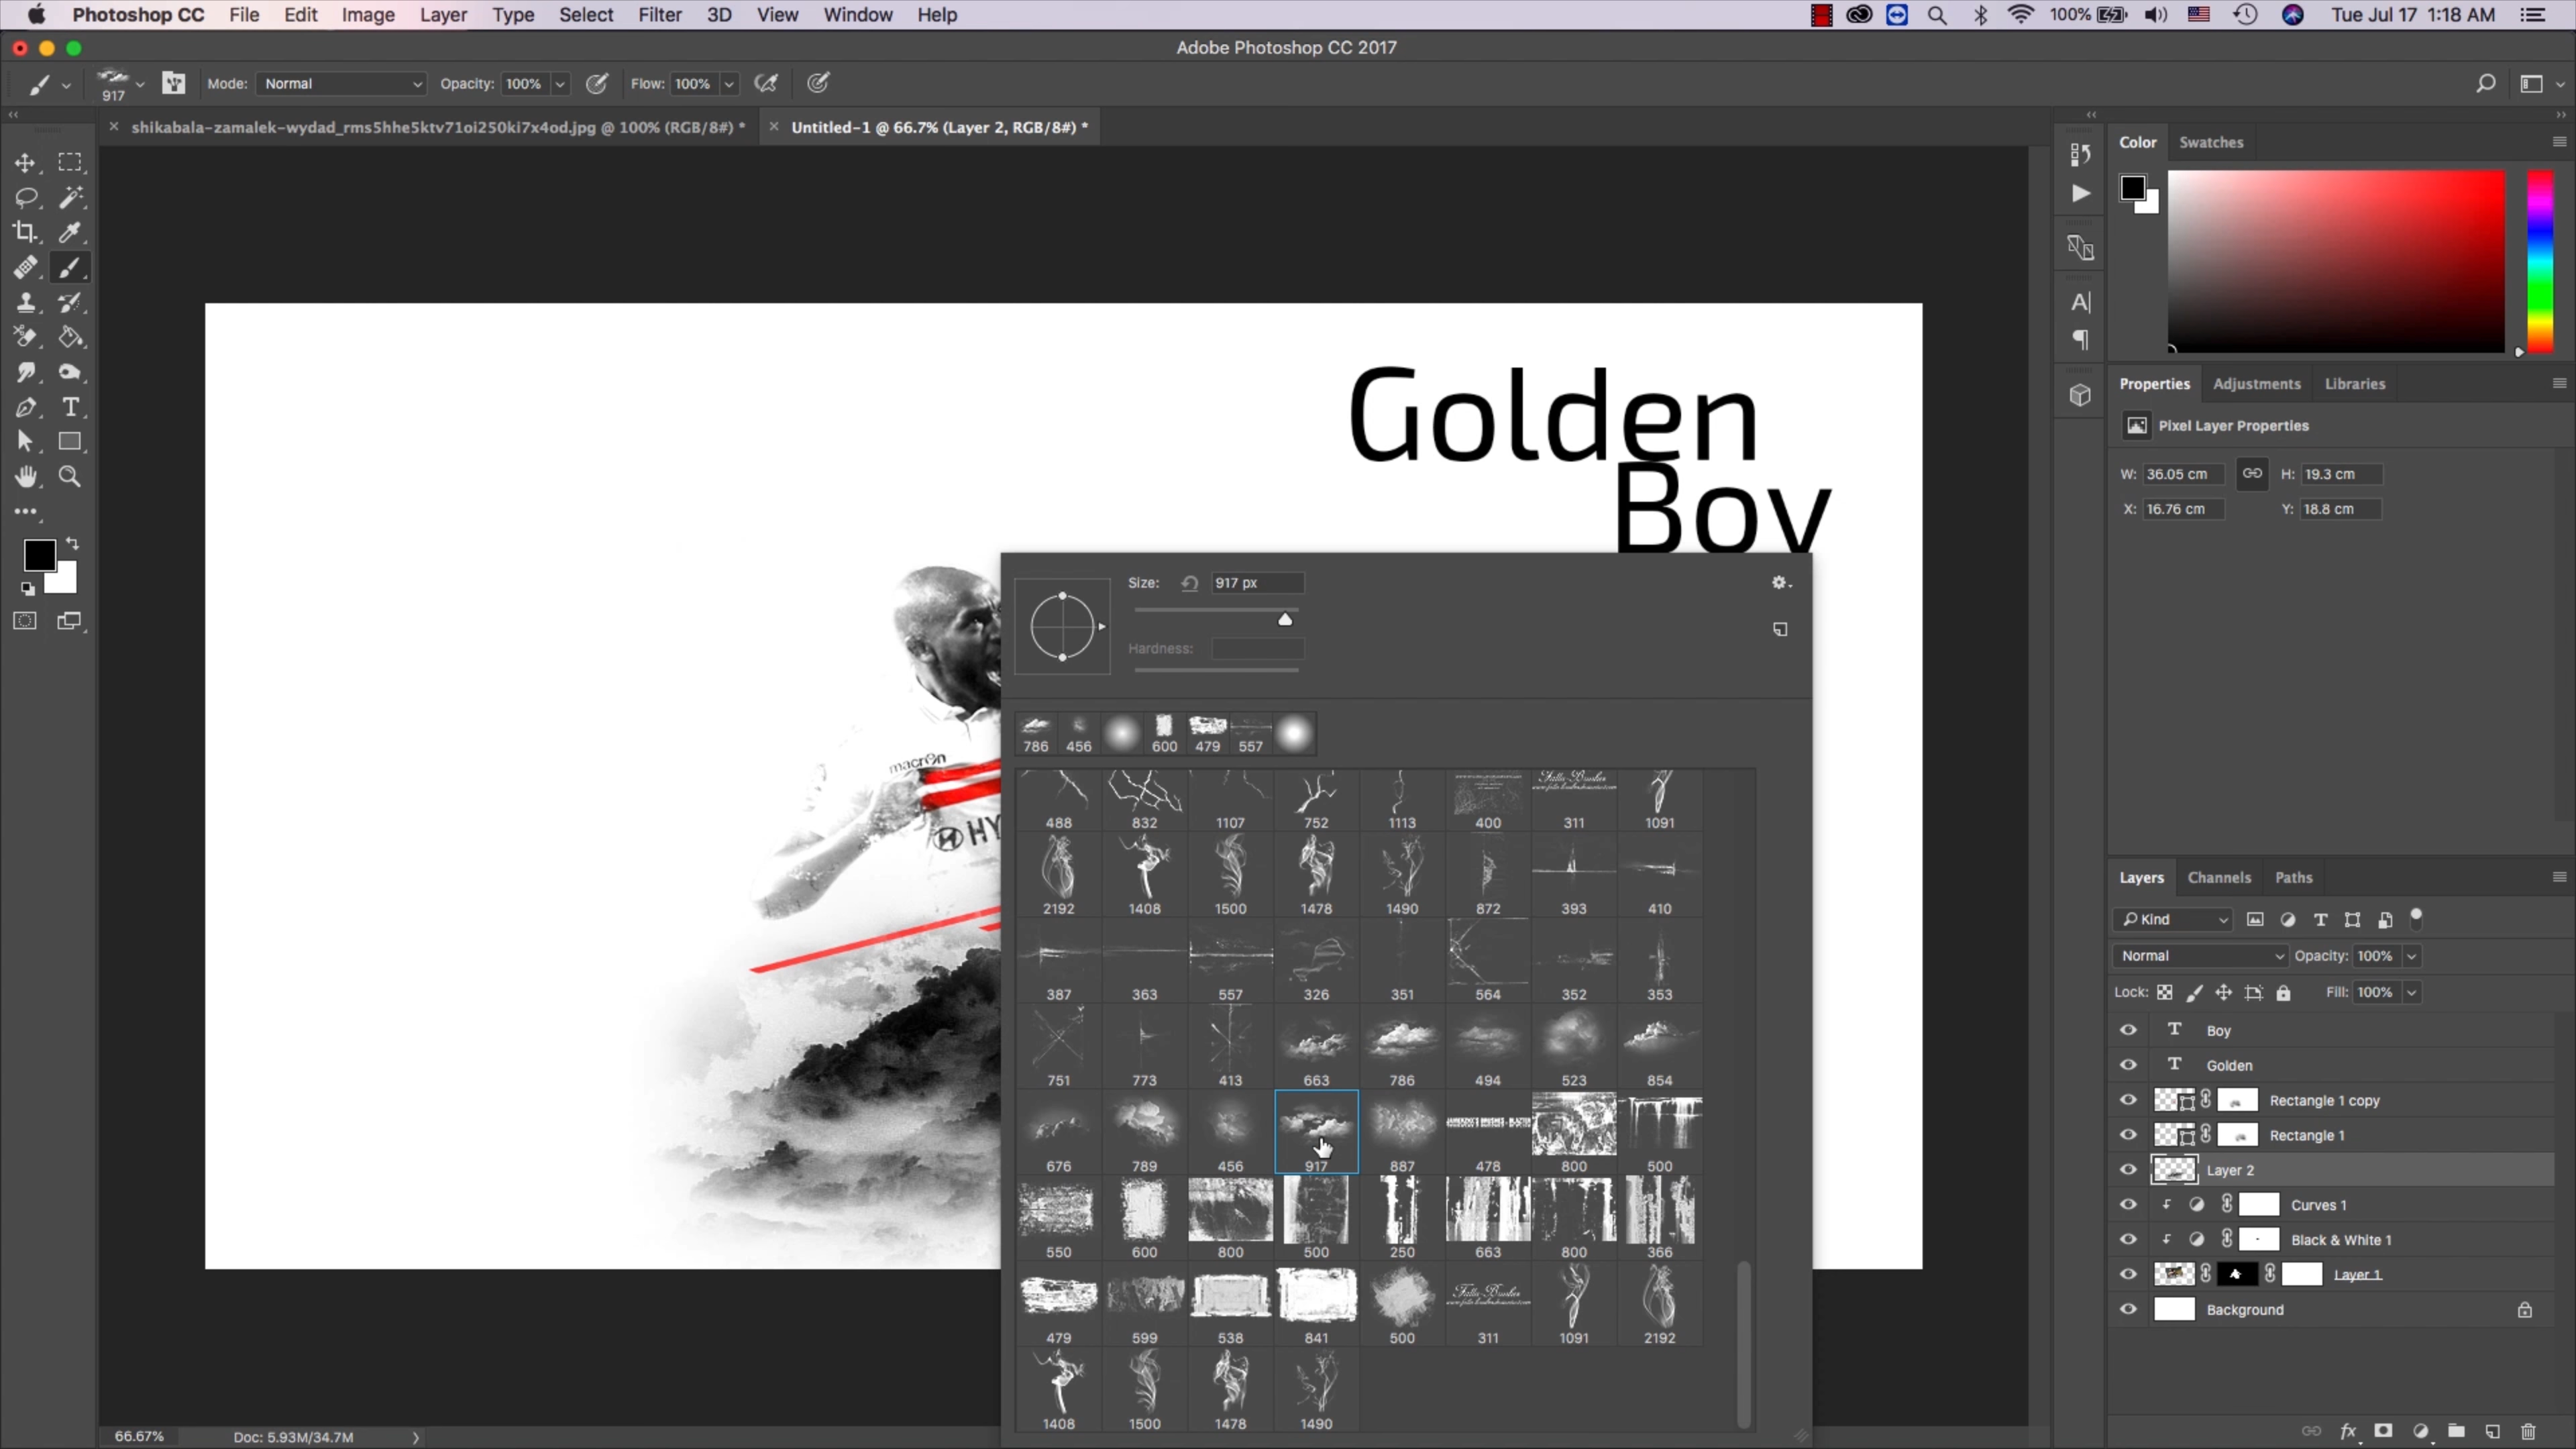 Photoshop CC File Edit Image Layer Type Select Filter 3D View Window Help 100% Tue Jul 17 1:18 AM
Adobe Photoshop CC 2017
917 Mode: Normal Opacity: 100% Flow: 100%
shikabala-zamalek-wydad_rms5hhe5ktv71oi250ki7x4od.jpg @ 100% (RGB/8#) *
Untitled-1 @ 66.7% (Layer 2, RGB/8#) *
Golden
Boy
macron
HY
Size: 917 px
Hardness:
786 456 600 479 557
488 832 1107 752 1113 400 311 1091
2192 1408 1500 1478 1490 872 393 410
387 363 557 326 351 564 352 353
751 773 413 663 786 494 523 854
676 789 456 917 887 478 800 500
550 600 800 500 250 663 800 366
479 599 538 841 500 311 1091 2192
1408 1500 1478 1490
66.67% Doc: 5.93M/34.7M
Color Swatches
Properties Adjustments Libraries
Pixel Layer Properties
W: 36.05 cm H: 19.3 cm
X: 16.76 cm Y: 18.8 cm
Layers Channels Paths
Kind
Normal Opacity: 100%
Lock: Fill: 100%
Boy
Golden
Rectangle 1 copy
Rectangle 1
Layer 2
Curves 1
Black & White 1
Layer 1
Background